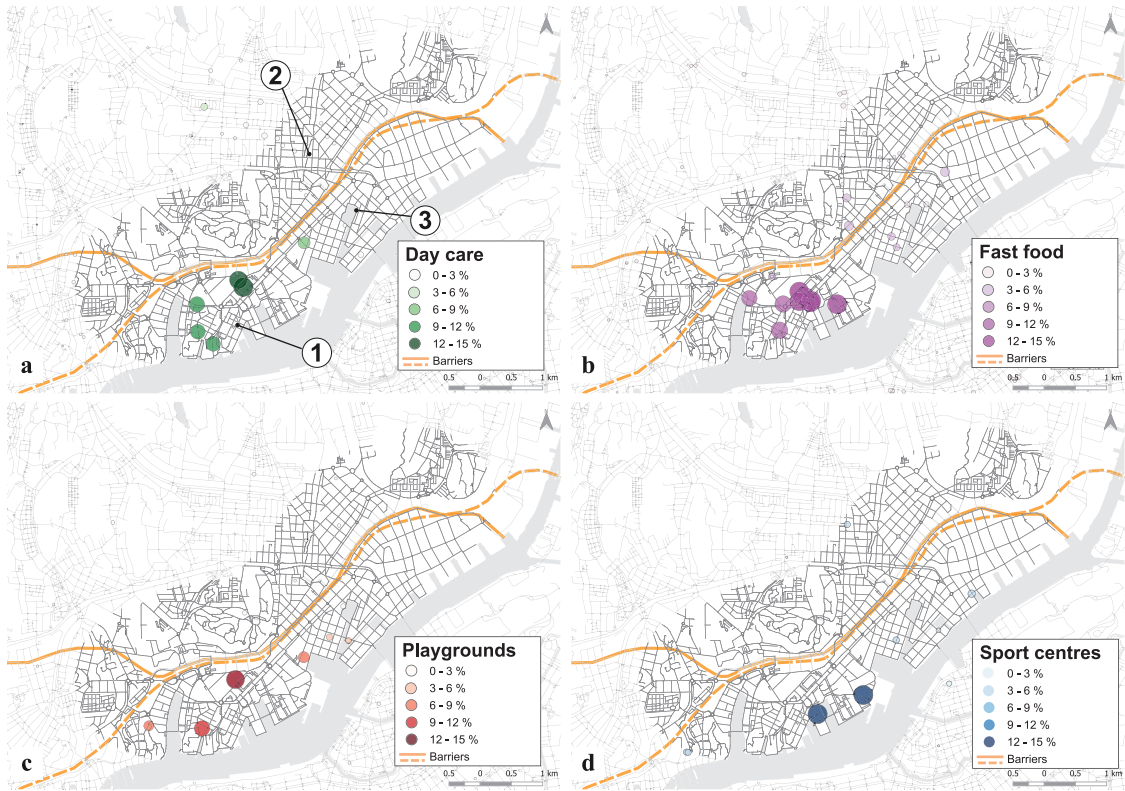 2
3
1
Day care
0 - 3 %
3 - 6 %
6 - 9 %
9 - 12 %
12 - 15 %
Barriers
a
0.5 0 0.5 1 km
Fast food
0 - 3 %
3 - 6 %
6 - 9 %
9 - 12 %
12 - 15 %
Barriers
b
0.5 0 0.5 1 km
Playgrounds
0 - 3 %
3 - 6 %
6 - 9 %
9 - 12 %
12 - 15 %
Barriers
c
0.5 0 0.5 1 km
Sport centres
0 - 3 %
3 - 6 %
6 - 9 %
9 - 12 %
12 - 15 %
Barriers
d
0.5 0 0.5 1 km